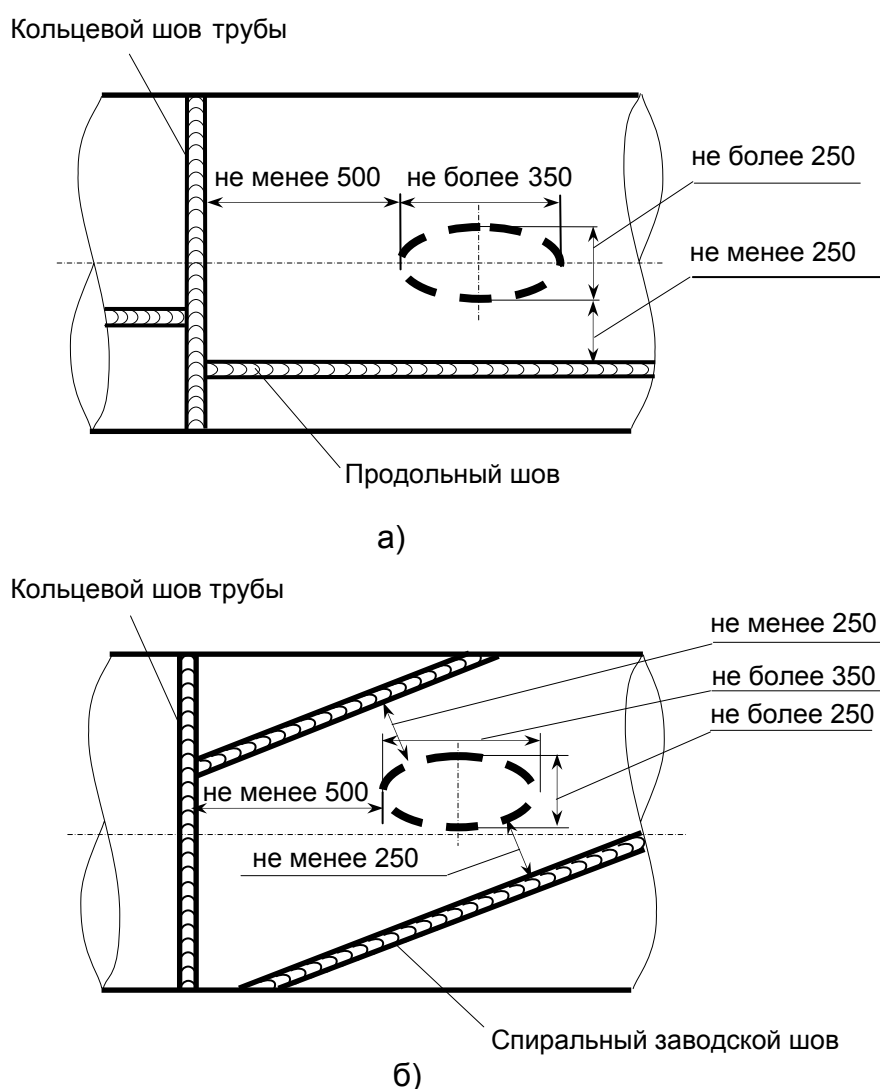 Кольцевой шов трубы
не более 250
не менее 500
не более 350
не менее 250
Продольный шов
а)
Кольцевой шов трубы
не менее 250
не более 350
не более 250
не менее 500
не менее 250
Спиральный заводской шов
б)